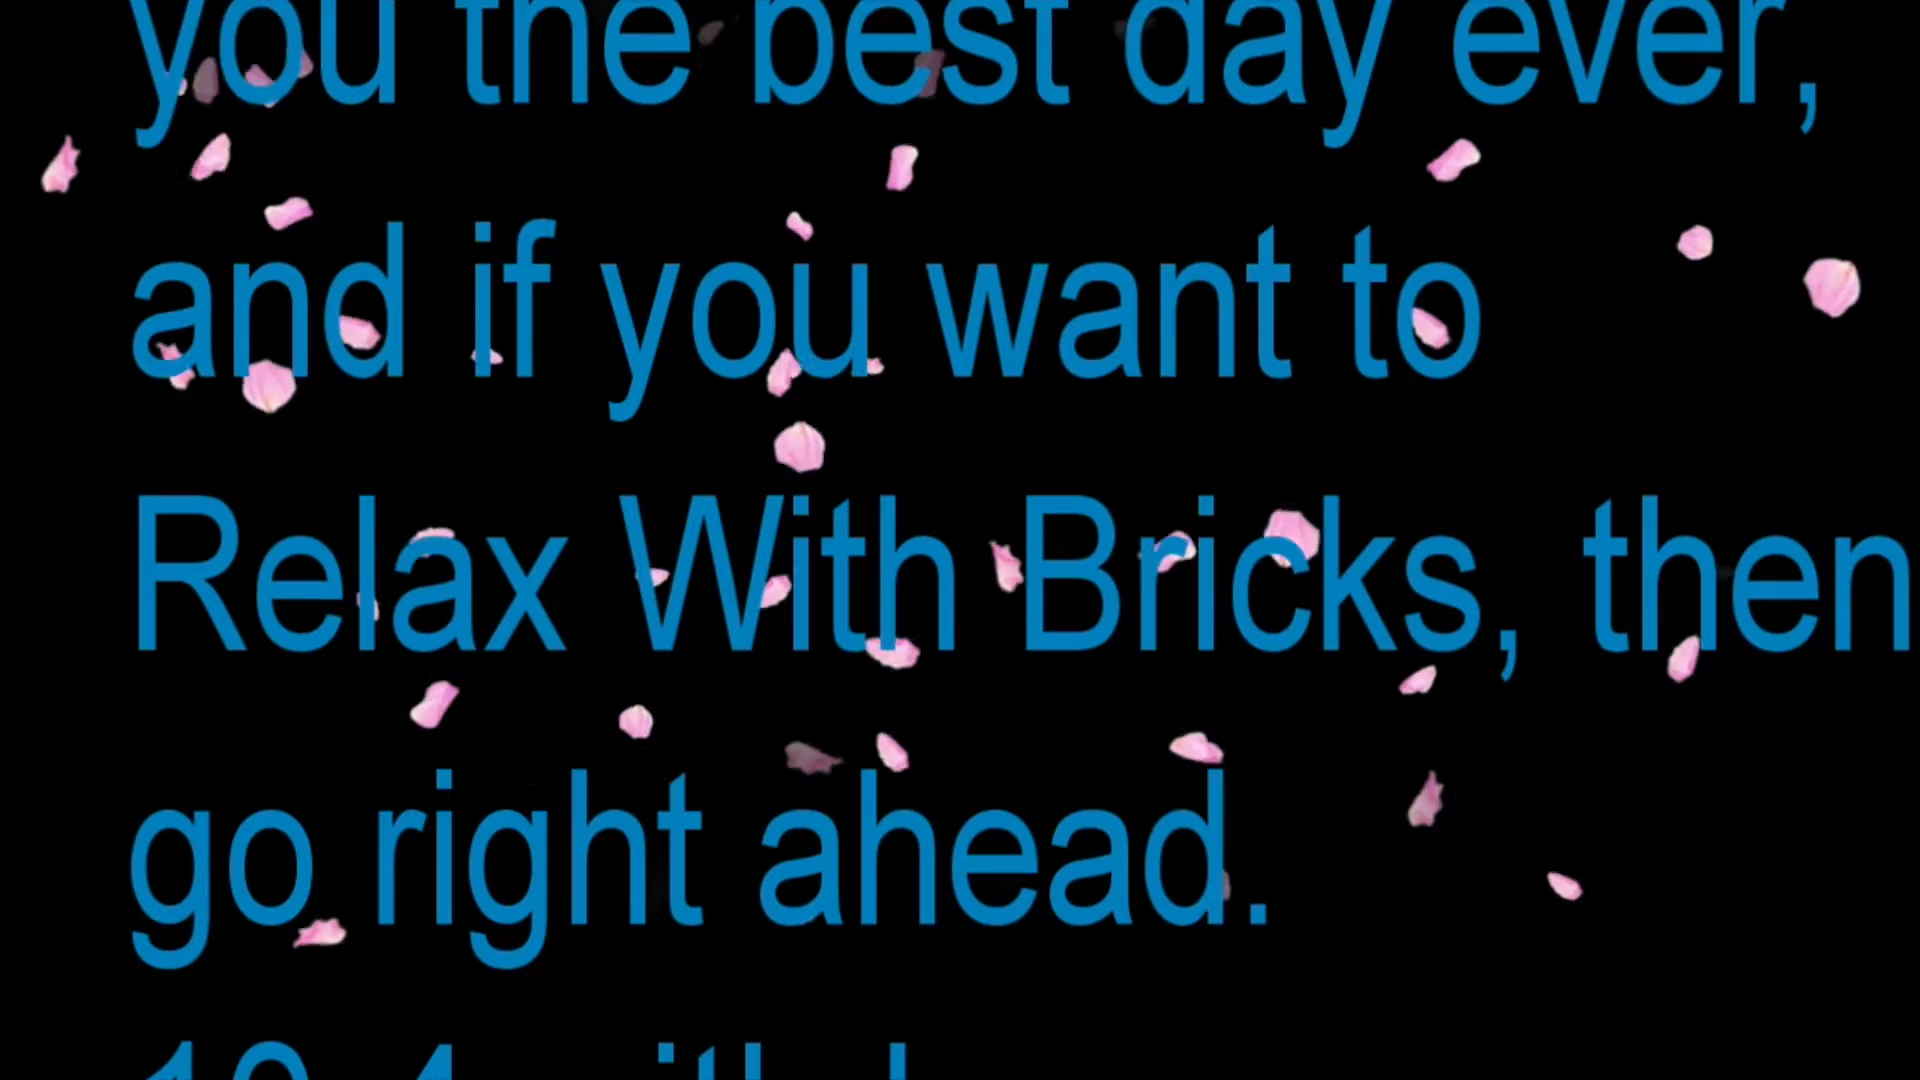 you the best day ever,
and if you want to
Relax With Bricks, then
go right ahead.